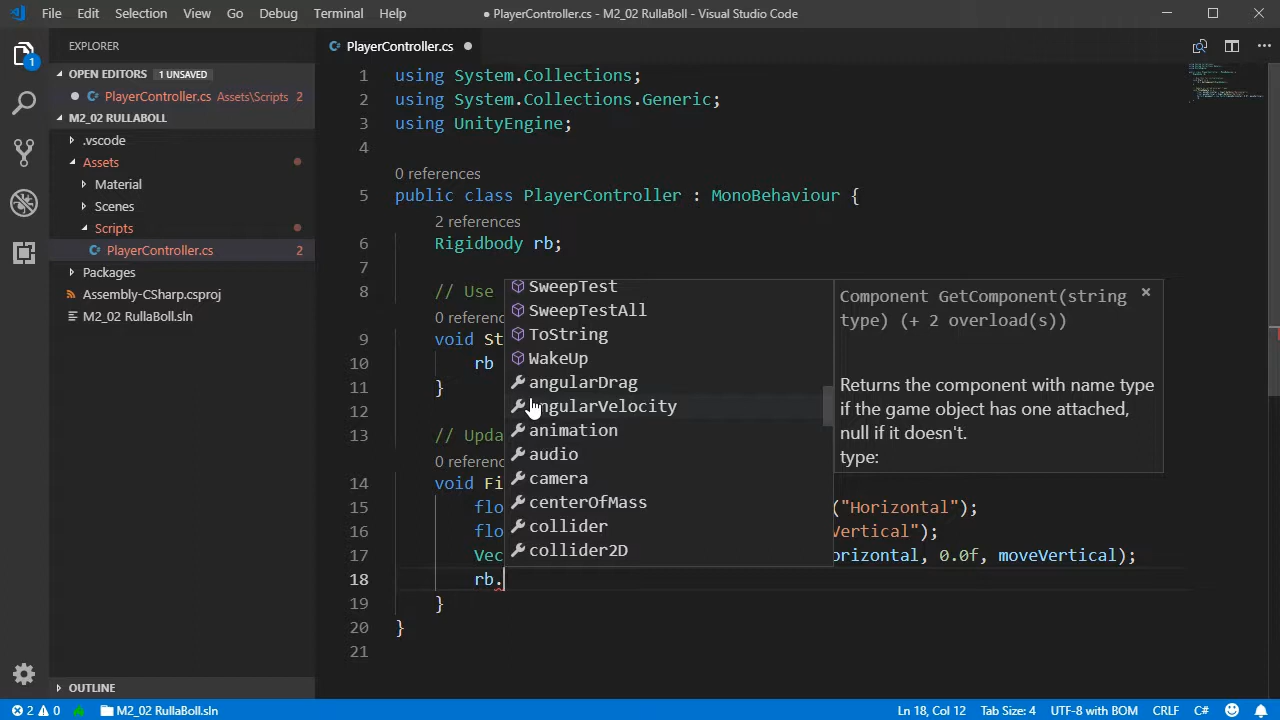 File Edit Selection View Go Debug Terminal Help
● PlayerController.cs - M2_02 RullaBoll - Visual Studio Code
1
EXPLORER
OPEN EDITORS 1 UNSAVED
PlayerController.cs Assets\Scripts 2
M2_02 RULLABOLL
.vscode
Assets
Material
Scenes
Scripts
PlayerController.cs 2
Packages
Assembly-CSharp.csproj
M2_02 RullaBoll.sln
OUTLINE
PlayerController.cs
1 using System.Collections;
2 using System.Collections.Generic;
3 using UnityEngine;
4
0 references
5 public class PlayerController : MonoBehaviour {
2 references
6 Rigidbody rb;
7
8 // Use
0 referenc
9 void St
10 rb
11 }
12
13 // Upda
0 referenc
14 void Fi
15 flo ("Horizontal");
16 flo Vertical");
17 Vec orizontal, 0.0f, moveVertical);
18 rb.
19 }
20 }
21
SweepTest
SweepTestAll
ToString
WakeUp
angularDrag
angularVelocity
animation
audio
camera
centerOfMass
collider
collider2D
Component GetComponent(string
type) (+ 2 overload(s))
Returns the component with name type
if the game object has one attached,
null if it doesn't.
type:
2 0 M2_02 RullaBoll.sln Ln 18, Col 12 Tab Size: 4 UTF-8 with BOM CRLF C#